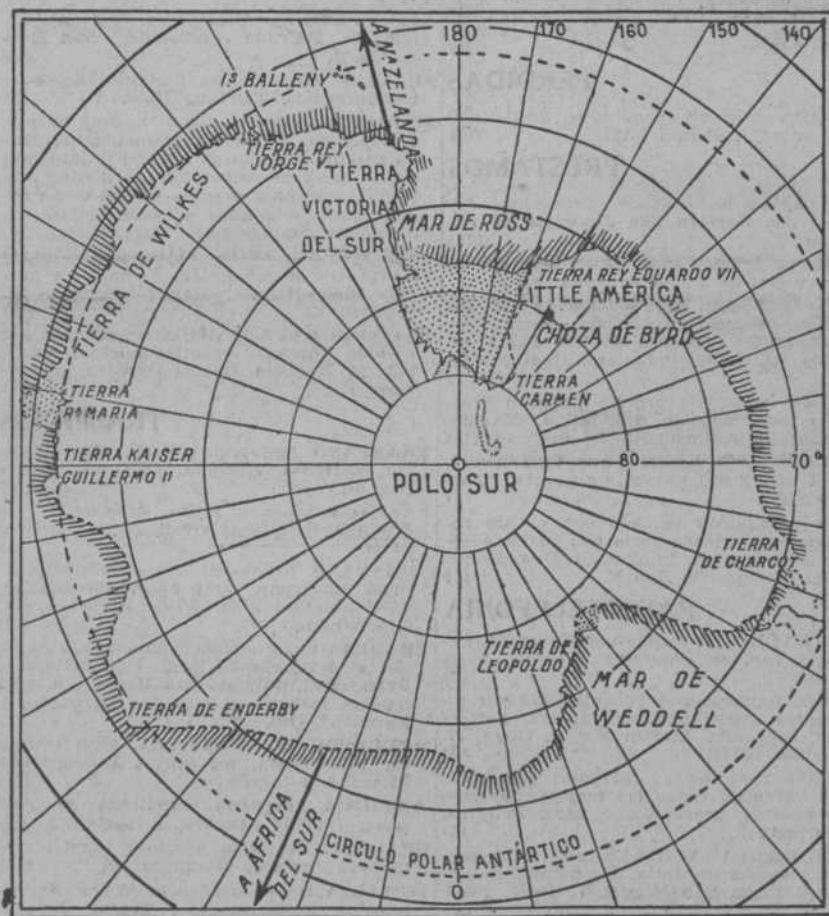 180
170
160
140
A Nª ZELANDA
IS BALLENY
TIERRA REY
JORGE V
TIERRA
VICTORIA
DEL SUR
MAR DE ROSS
TIERRA DE WILKES
TIERRA REY EDUARDO VII
LITTLE AMÉRICA
CHOZA DE BYRD
TIERRA
CARMEN
TIERRA
Rª MARIA
TIERRA KAISER
GUILLERMO II
POLO SUR
80
70°
TIERRA
DE CHARCOT
TIERRA DE
LEOPOLDO
MAR DE
WEDDELL
TIERRA DE ENDERBY
A ÁFRICA
DEL SUR
CIRCULO POLAR ANTÁRTICO
0